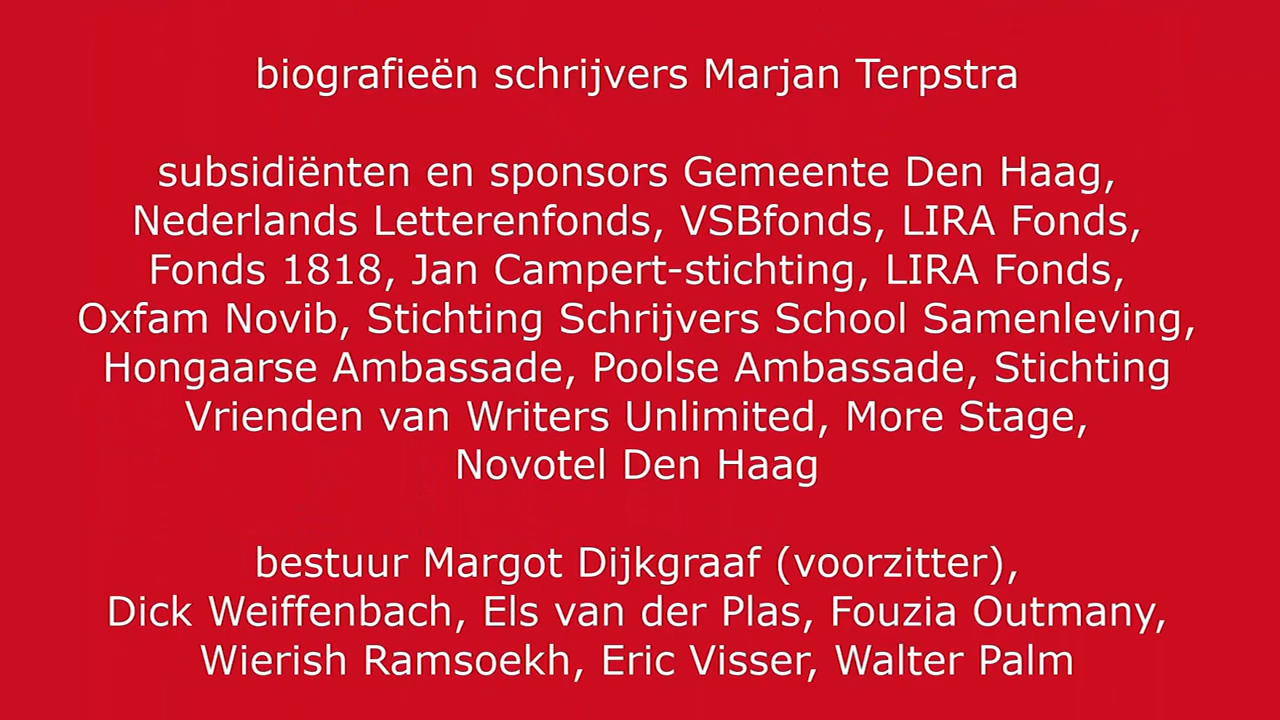 biografieën schrijvers Marjan Terpstra
subsidiënten en sponsors Gemeente Den Haag,
Nederlands Letterenfonds, VSBfonds, LIRA Fonds,
Fonds 1818, Jan Campert-stichting, LIRA Fonds,
Oxfam Novib, Stichting Schrijvers School Samenleving,
Hongaarse Ambassade, Poolse Ambassade, Stichting
Vrienden van Writers Unlimited, More Stage,
Novotel Den Haag
bestuur Margot Dijkgraaf (voorzitter),
Dick Weiffenbach, Els van der Plas, Fouzia Outmany,
Wierish Ramsoekh, Eric Visser, Walter Palm